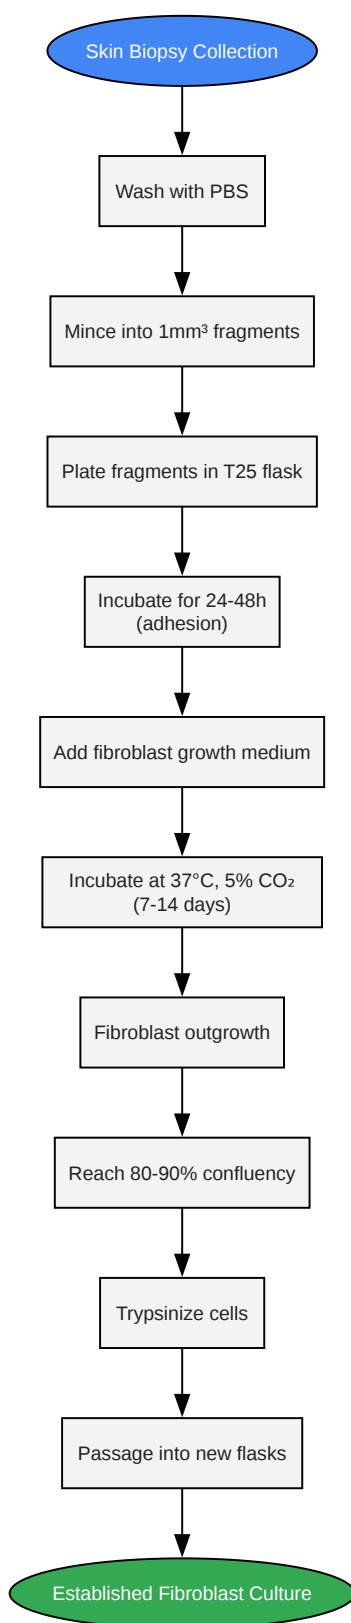 Skin Biopsy Collection
Wash with PBS
Mince into 1mm³ fragments
Plate fragments in T25 flask
Incubate for 24-48h
(adhesion)
Add fibroblast growth medium
Incubate at 37°C, 5% CO₂
(7-14 days)
Fibroblast outgrowth
Reach 80-90% confluency
Trypsinize cells
Passage into new flasks
Established Fibroblast Culture